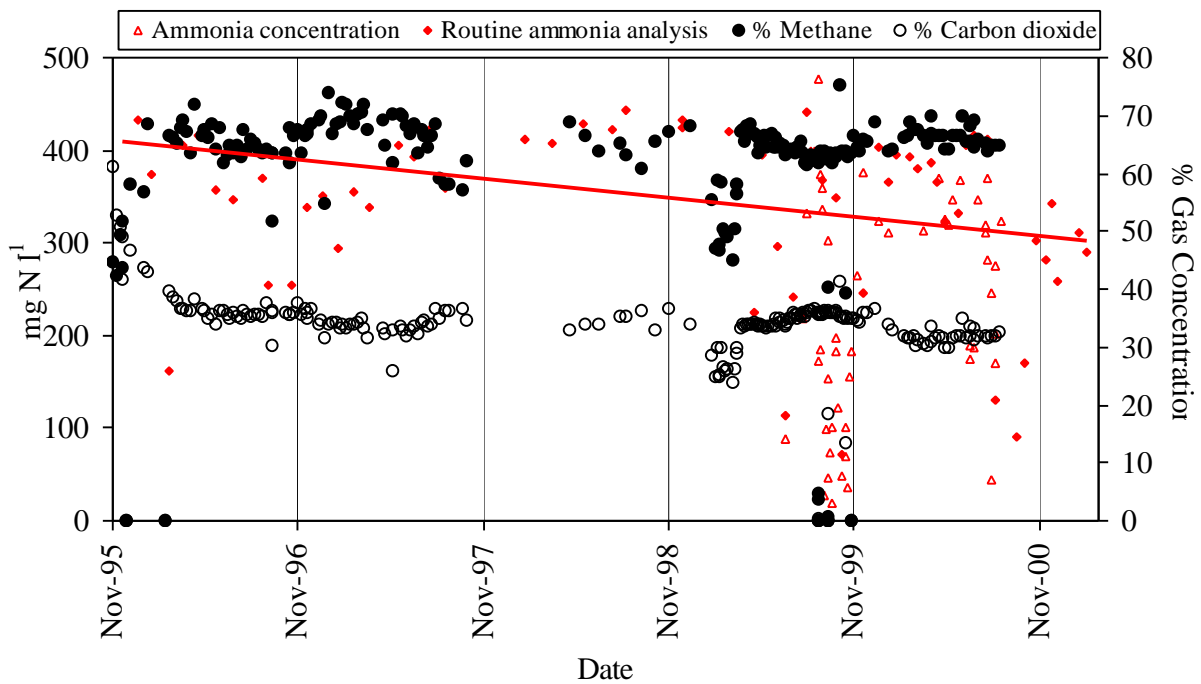 Ammonia concentration Routine ammonia analysis % Methane % Carbon dioxide
500
400
300
200
100
0
mg N l-1
80
70
60
50
40
30
20
10
0
% Gas Concentratior
Nov-95
Nov-96
Nov-97
Nov-98
Nov-99
Nov-00
Date